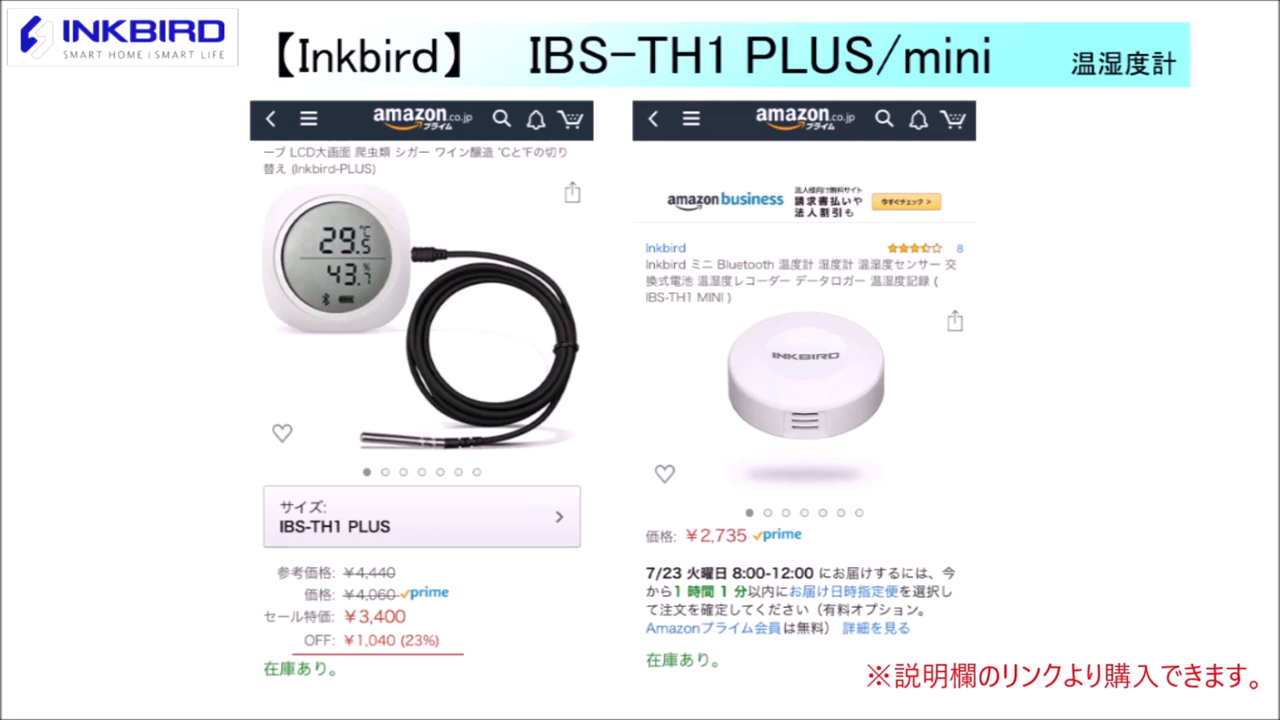 INKBIRD
SMART HOME | SMART LIFE
【Inkbird】 IBS-TH1 PLUS/mini 温湿度計
amazon.co.jp
プライム
ーブ LCD大画面 爬虫類 シガー ワイン醸造 ℃と℉の切り
替え (Inkbird-PLUS)
29.5 ℃
43.7 %
サイズ:
IBS-TH1 PLUS
参考価格: ￥4,440
価格: ￥4,060 prime
セール特価: ￥3,400
OFF: ￥1,040 (23%)
在庫あり。
amazon.co.jp
プライム
amazon business
法人様向け無料サイト
請求書払いや
法人割引も
今すぐチェック >
Inkbird 8
Inkbird ミニ Bluetooth 温度計 湿度計 温湿度センサー 交
換式電池 温湿度レコーダー データロガー 温湿度記録 (
IBS-TH1 MINI )
INKBIRD
価格: ￥2,735 prime
7/23 火曜日 8:00-12:00 にお届けするには、今
から1 時間 1 分以内にお届け日時指定便を選択し
て注文を確定してください（有料オプション。
Amazonプライム会員は無料） 詳細を見る
在庫あり。
※説明欄のリンクより購入できます。